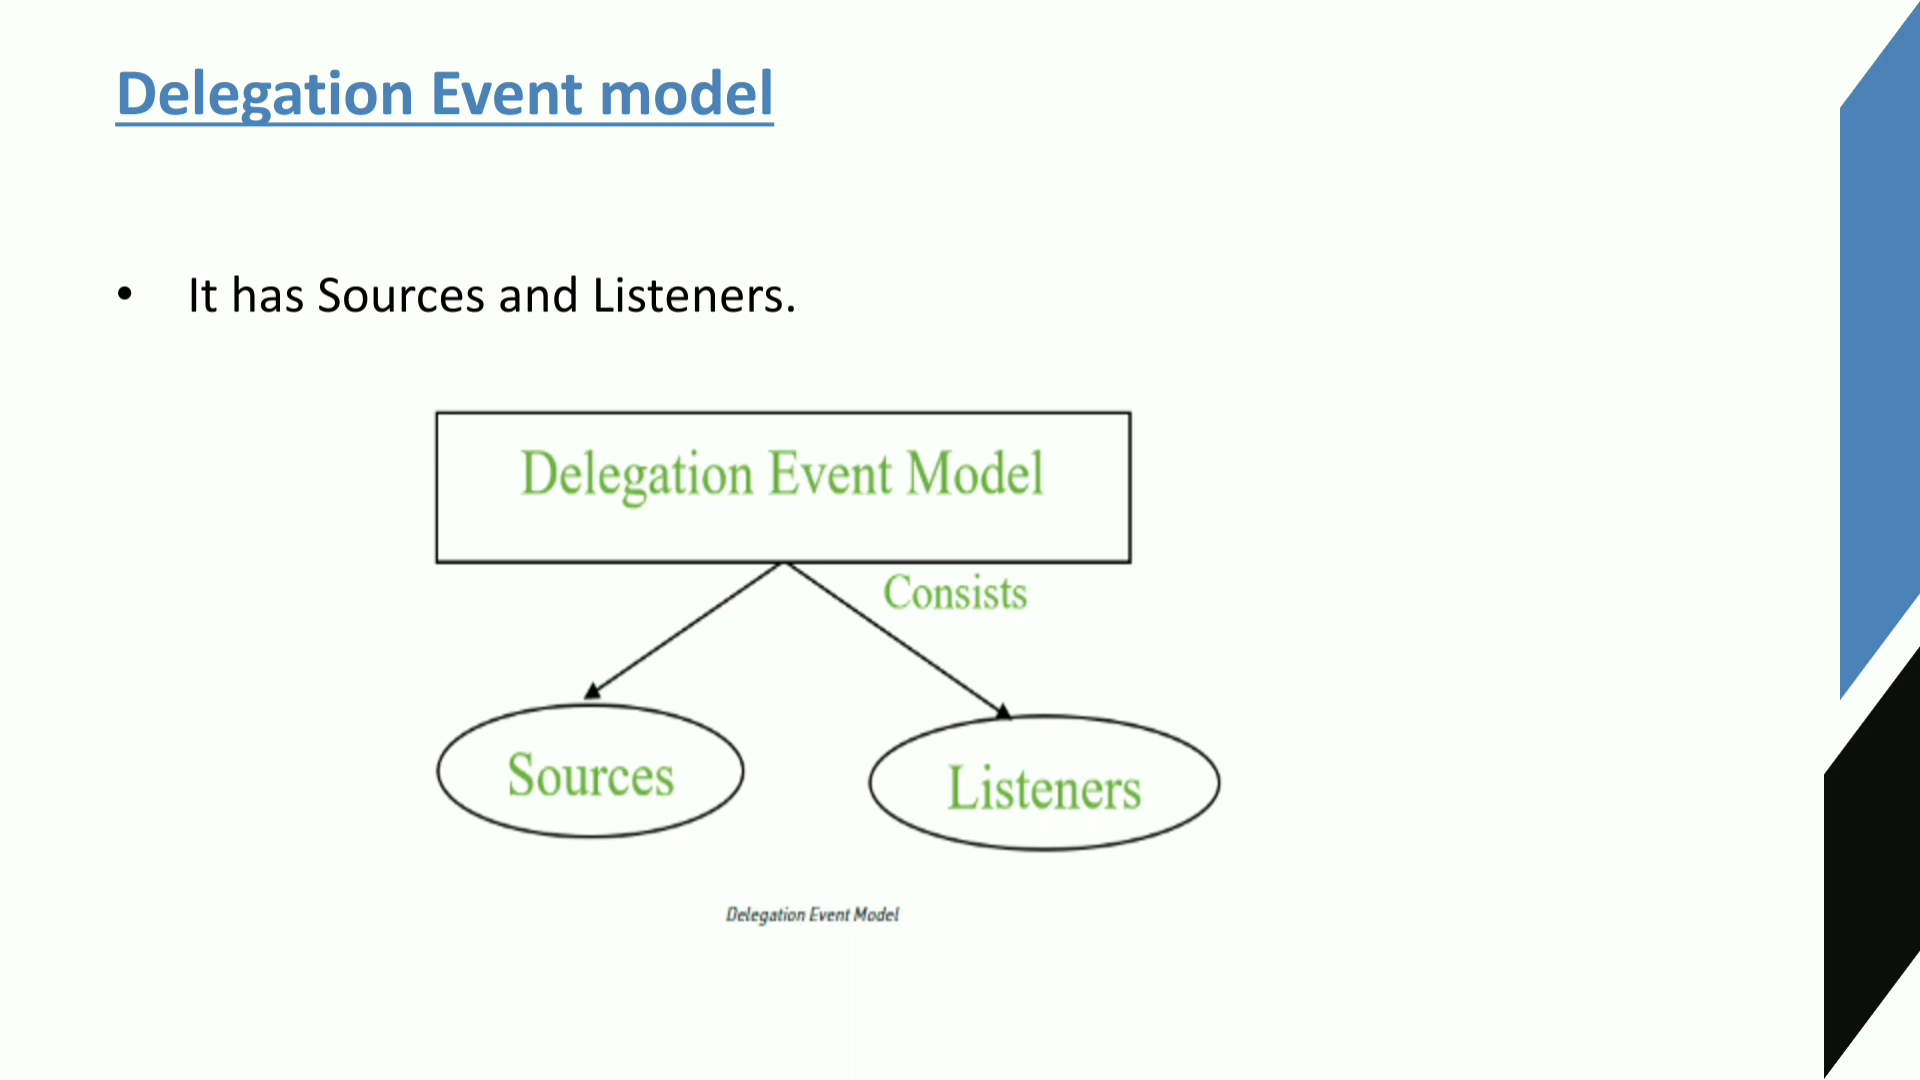 Delegation Event model
• It has Sources and Listeners.
Delegation Event Model
Consists
Sources
Listeners
Delegation Event Model